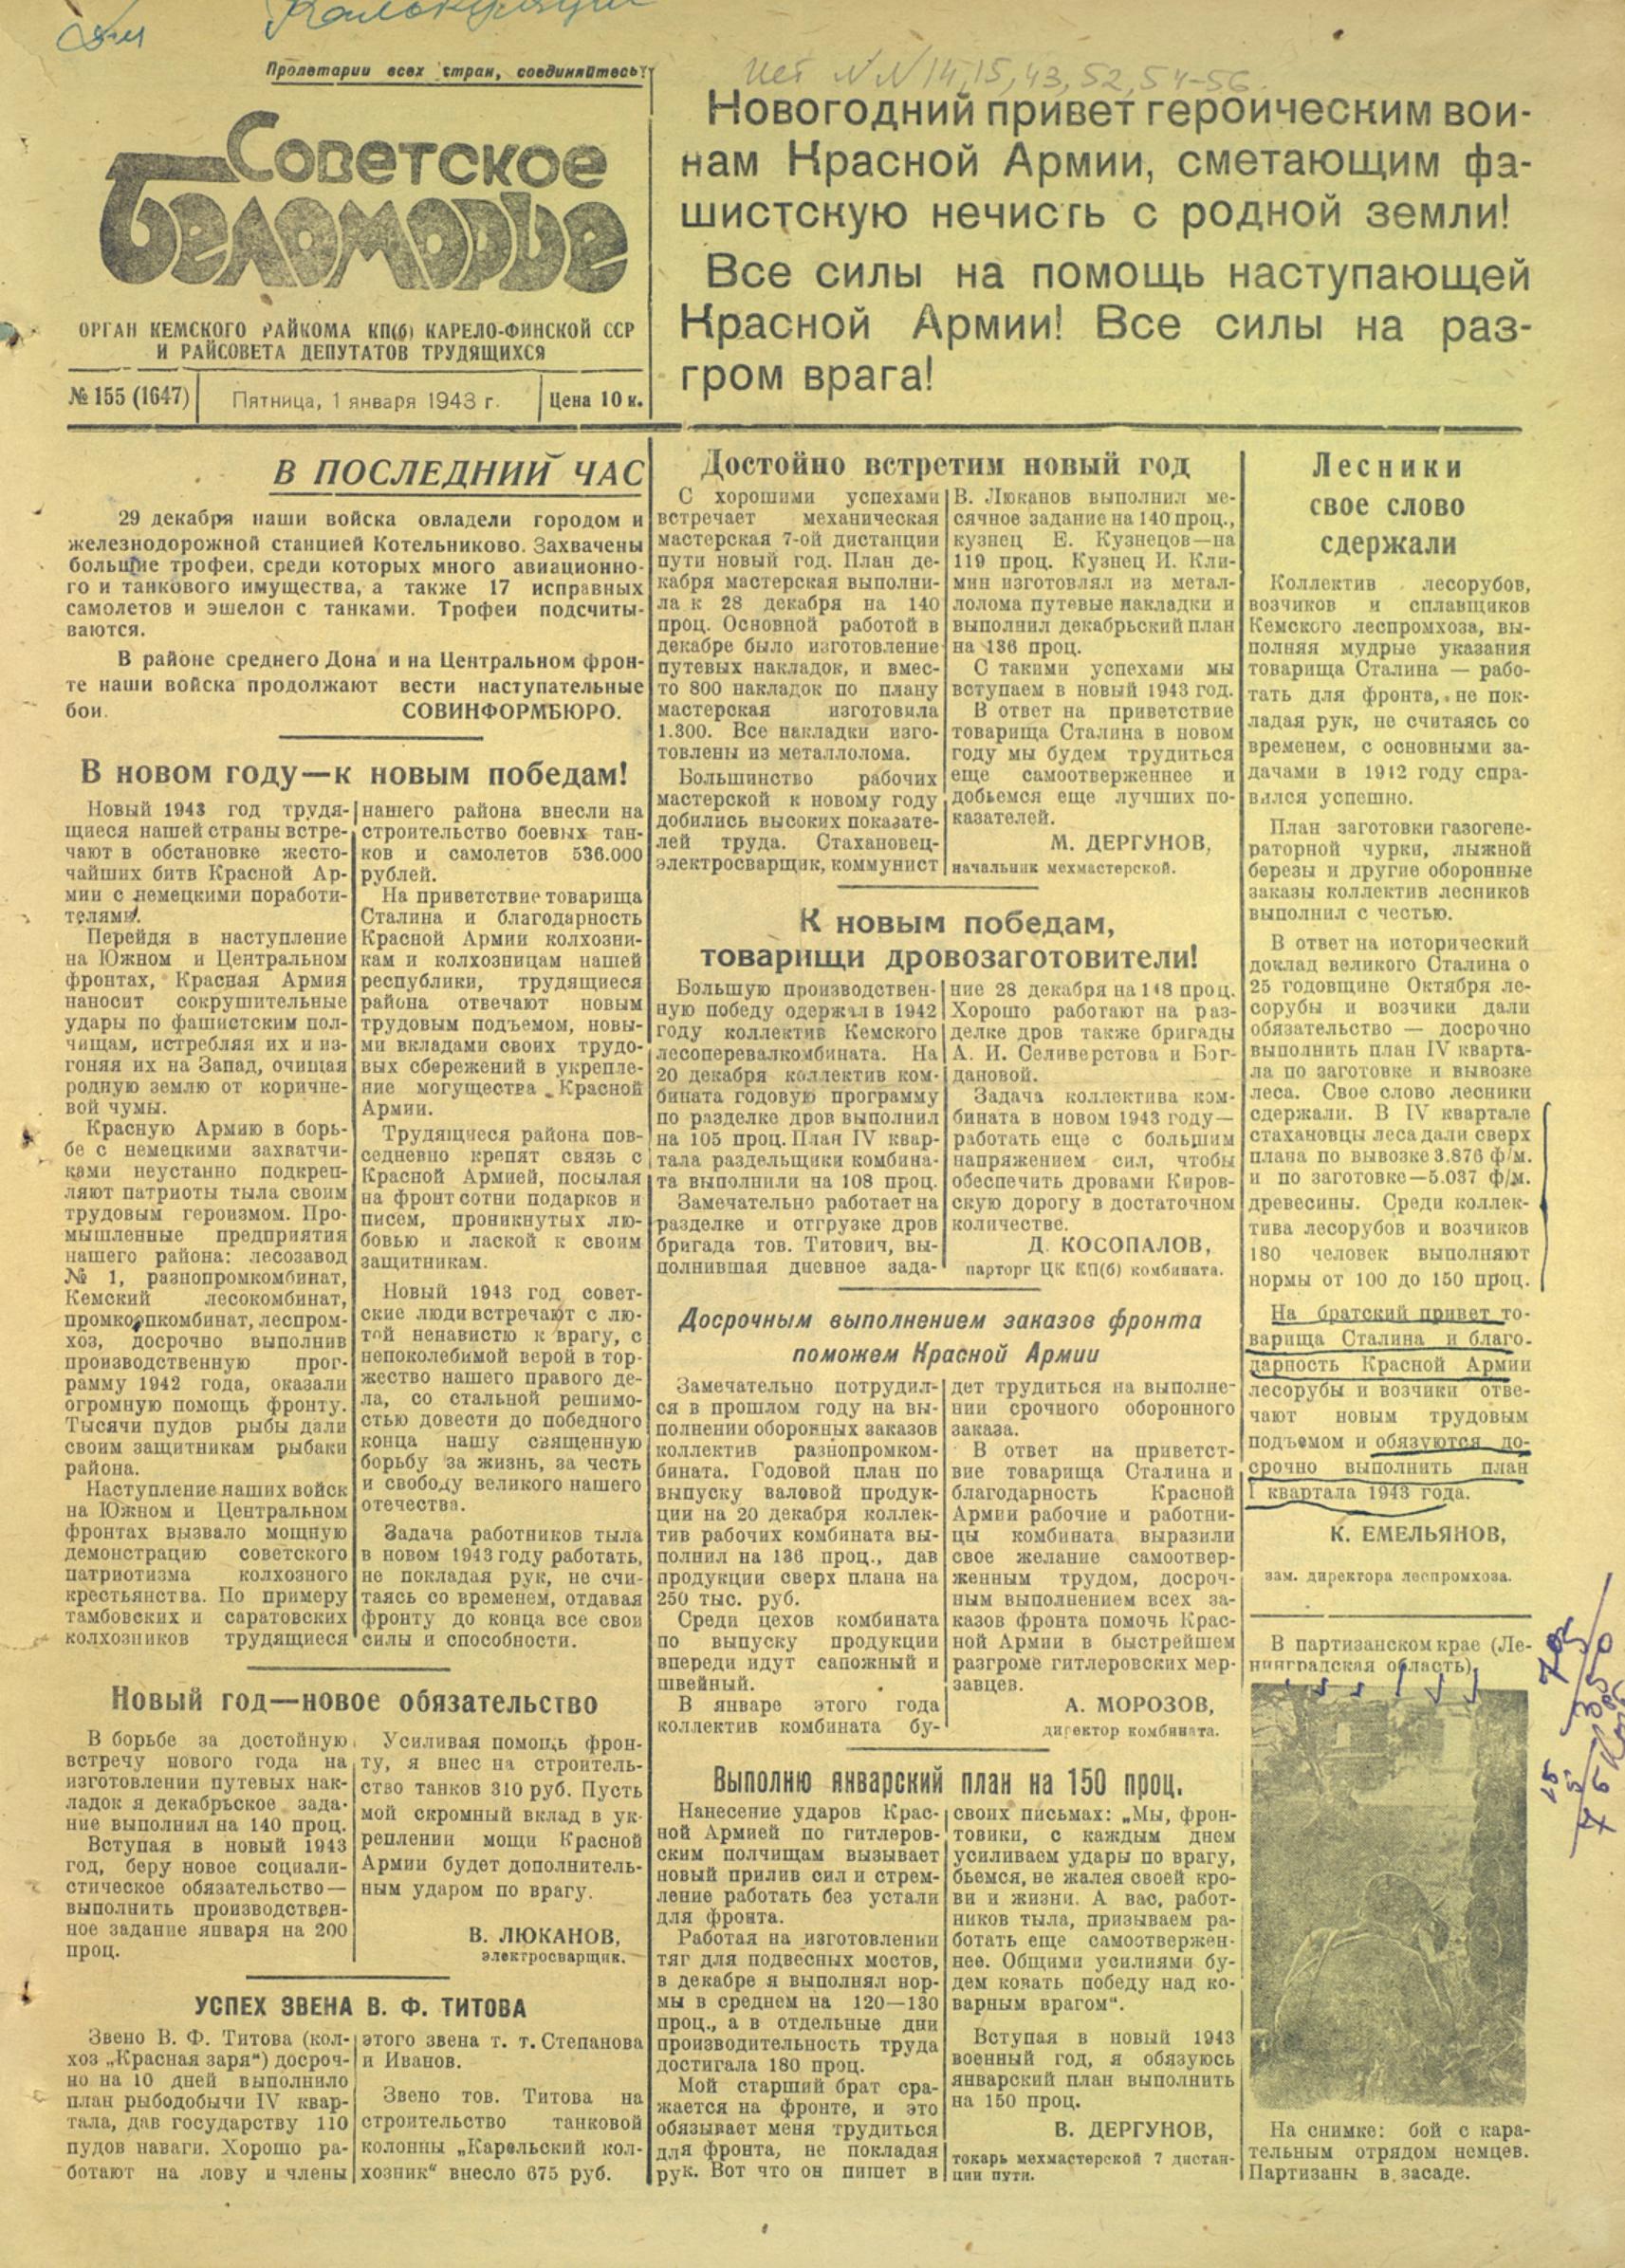 Нет №№ 14, 15, 43, 52, 54-56.
Пролетарии всех стран, соединяйтесь!
Советское
Беломорье
ОРГАН КЕМСКОГО РАЙКОМА КП(б) КАРЕЛО-ФИНСКОЙ ССР
И РАЙСОВЕТА ДЕПУТАТОВ ТРУДЯЩИХСЯ
№ 155 (1647)
Пятница, 1 января 1943 г.
Цена 10 к.
Новогодний привет героическим вои-
нам Красной Армии, сметающим фа-
шистскую нечисть с родной земли!
Все силы на помощь наступающей
Красной Армии! Все силы на раз-
гром врага!
В ПОСЛЕДНИЙ ЧАС
29 декабря наши войска овладели городом и
железнодорожной станцией Котельниково. Захвачены
большие трофеи, среди которых много авиационно-
го и танкового имущества, а также 17 исправных
самолетов и эшелон с танками. Трофеи подсчиты-
ваются.
В районе среднего Дона и на Центральном фрон-
те наши войска продолжают вести наступательные
бои. СОВИНФОРМБЮРО.
В новом году—к новым победам!
Новый 1943 год трудя-
щиеся нашей страны встре-
чают в обстановке жесто-
чайших битв Красной Ар-
мии с немецкими поработи-
телями.
Перейдя в наступление
на Южном и Центральном
фронтах, Красная Армия
наносит сокрушительные
удары по фашистским пол-
чищам, истребляя их и из-
гоняя их на Запад, очищая
родную землю от коричне-
вой чумы.
Красную Армию в борь-
бе с немецкими захватчи-
ками неустанно подкреп-
ляют патриоты тыла своим
трудовым героизмом. Про-
мышленные предприятия
нашего района: лесозавод
№ 1, разнопромкомбинат,
Кемский лесокомбинат,
промкоопкомбинат, леспром-
хоз, досрочно выполнив
производственную прог-
рамму 1942 года, оказали
огромную помощь фронту.
Тысячи пудов рыбы дали
своим защитникам рыбаки
района.
Наступление наших войск
на Южном и Центральном
фронтах вызвало мощную
демонстрацию советского
патриотизма колхозного
крестьянства. По примеру
тамбовских и саратовских
колхозников трудящиеся
нашего района внесли на
строительство боевых тан-
ков и самолетов 536.000
рублей.
На приветствие товарища
Сталина и благодарность
Красной Армии колхозни-
кам и колхозницам нашей
республики, трудящиеся
района отвечают новым
трудовым подъемом, новы-
ми вкладами своих трудо-
вых сбережений в укрепле-
ние могущества Красной
Армии.
Трудящиеся района пов-
седневно крепят связь с
Красной Армией, посылая
на фронт сотни подарков и
писем, проникнутых лю-
бовью и лаской к своим
защитникам.
Новый 1943 год совет-
ские люди встречают с лю-
той ненавистю к врагу, с
непоколебимой верой в тор-
жество нашего правого де-
ла, со стальной решимо-
стью довести до победного
конца нашу священную
борьбу за жизнь, за честь
и свободу великого нашего
отечества.
Задача работников тыла
в новом 1943 году работать,
не покладая рук, не счи-
таясь со временем, отдавая
фронту до конца все свои
силы и способности.
Новый год—новое обязательство
В борьбе за достойную
встречу нового года на
изготовлении путевых нак-
ладок я декабрьское зада-
ние выполнил на 140 проц.
Вступая в новый 1943
год, беру новое социали-
стическое обязательство—
выполнить производствен-
ное задание января на 200
проц.
Усиливая помощь фрон-
ту, я внес на строитель-
ство танков 310 руб. Пусть
мой скромный вклад в ук-
реплении мощи Красной
Армии будет дополнитель-
ным ударом по врагу.
В. ЛЮКАНОВ,
электросварщик.
УСПЕХ ЗВЕНА В. Ф. ТИТОВА
Звено В. Ф. Титова (кол-
хоз „Красная заря“) досроч-
но на 10 дней выполнило
план рыбодобычи IV квар-
тала, дав государству 110
пудов наваги. Хорошо ра-
ботают на лову и члены
этого звена т. т. Степанова
и Иванов.
Звено тов. Титова на
строительство танковой
колонны „Карельский кол-
хозник“ внесло 675 руб.
Достойно встретим новый год
С хорошими успехами
встречает механическая
мастерская 7-ой дистанции
пути новый год. План де-
кабря мастерская выполни-
ла к 28 декабря на 140
проц. Основной работой в
декабре было изготовление
путевых накладок, и вмес-
то 800 накладок по плану
мастерская изготовила
1.300. Все накладки изго-
товлены из металлолома.
Большинство рабочих
мастерской к новому году
добились высоких показате-
лей труда. Стахановец-
электросварщик, коммунист
В. Люканов выполнил ме-
сячное задание на 140 проц.,
кузнец Е. Кузнецов—на
119 проц. Кузнец И. Кли-
мин изготовлял из метал-
лолома путевые накладки и
выполнил декабрьский план
на 136 проц.
С такими успехами мы
вступаем в новый 1943 год.
В ответ на приветствие
товарища Сталина в новом
году мы будем трудиться
еще самоотверженнее и
добьемся еще лучших по-
казателей.
М. ДЕРГУНОВ,
начальник мехмастерской.
К новым победам,
товарищи дровозаготовители!
Большую производствен-
ную победу одержал в 1942
году коллектив Кемского
лесоперевалкомбината. На
20 декабря коллектив ком-
бината годовую программу
по разделке дров выполнил
на 105 проц. План IV квар-
тала раздельщики комбина-
та выполнили на 108 проц.
Замечательно работает на
разделке и отгрузке дров
бригада тов. Титович, вы-
полнившая дневное зада-
ние 28 декабря на проц.
Хорошо работают на раз-
делке дров также бригады
А. И. Селиверстова и Бог-
дановой.
Задача коллектива ком-
бината в новом 1943 году—
работать еще с большим
напряжением сил, чтобы
обеспечить дровами Киров-
скую дорогу в достаточном
количестве.
Д. КОСОПАЛОВ,
парторг ЦК КП(б) комбината.
Досрочным выполнением заказов фронта
поможем Красной Армии
Замечательно потрудил-
ся в прошлом году на вы-
полнении оборонных заказов
коллектив разнопромком-
бината. Годовой план по
выпуску валовой продук-
ции на 20 декабря коллек-
тив рабочих комбината вы-
полнил на 136 проц., дав
продукции сверх плана на
250 тыс. руб.
Среди цехов комбината
по выпуску продукции
впереди идут сапожный и
швейный.
В январе этого года
коллектив комбината бу-
дет трудиться на выполне-
нии срочного оборонного
заказа.
В ответ на приветст-
вие товарища Сталина и
благодарность Красной
Армии рабочие и работни-
цы комбината выразили
свое желание самоотвер-
женным трудом, досроч-
ным выполнением всех за-
казов фронта помочь Крас-
ной Армии в быстрейшем
разгроме гитлеровских мер-
завцев.
А. МОРОЗОВ,
директор комбината.
Выполню январский план на 150 проц.
Нанесение ударов Крас-
ной Армией по гитлеров-
ским полчищам вызывает
новый прилив сил и стрем-
ление работать без устали
для фронта.
Работая на изготовлении
тяг для подвесных мостов,
в декабре я выполнял нор-
мы в среднем на 120—130
проц., а в отдельные дни
производительность труда
достигала 180 проц.
Мой старший брат сра-
жается на фронте, и это
обязывает меня трудиться
для фронта, не покладая
рук. Вот что он пишет в
своих письмах: „Мы, фрон-
товики, с каждым днем
усиливаем удары по врагу,
бьемся, не жалея своей кро-
ви и жизни. А вас, работ-
ников тыла, призываем ра-
ботать еще самоотвержен-
нее. Общими усилиями бу-
дем ковать победу над ко-
варным врагом“.
Вступая в новый 1943
военный год, я обязуюсь
январский план выполнить
на 150 проц.
В. ДЕРГУНОВ,
токарь мехмастерской 7 дистан-
ции пути.
Лесники
свое слово
сдержали
Коллектив лесорубов,
возчиков и сплавщиков
Кемского леспромхоза, вы-
полняя мудрые указания
товарища Сталина — рабо-
тать для фронта, не пок-
ладая рук, не считаясь со
временем, с основными за-
дачами в 1942 году спра-
вился успешно.
План заготовки газогене-
раторной чурки, лыжной
березы и другие оборонные
заказы коллектив лесников
выполнил с честью.
В ответ на исторический
доклад великого Сталина о
25 годовщине Октября ле-
сорубы и возчики дали
обязательство — досрочно
выполнить план IV кварта-
ла по заготовке и вывозке
леса. Свое слово лесники
сдержали. В IV квартале
стахановцы леса дали сверх
плана по вывозке 3.876 ф/м.
и по заготовке—5.037 ф/м.
древесины. Среди коллек-
тива лесорубов и возчиков
180 человек выполняют
нормы от 100 до 150 проц.
На братский привет то-
варища Сталина и благо-
дарность Красной Армии
лесорубы и возчики отве-
чают новым трудовым
подъемом и обязуются до-
срочно выполнить план
I квартала 1943 года.
К. ЕМЕЛЬЯНОВ,
зам. директора леспромхоза.
В партизанском крае (Ле-
нинградская область).
На снимке: бой с кара-
тельным отрядом немцев.
Партизаны в засаде.